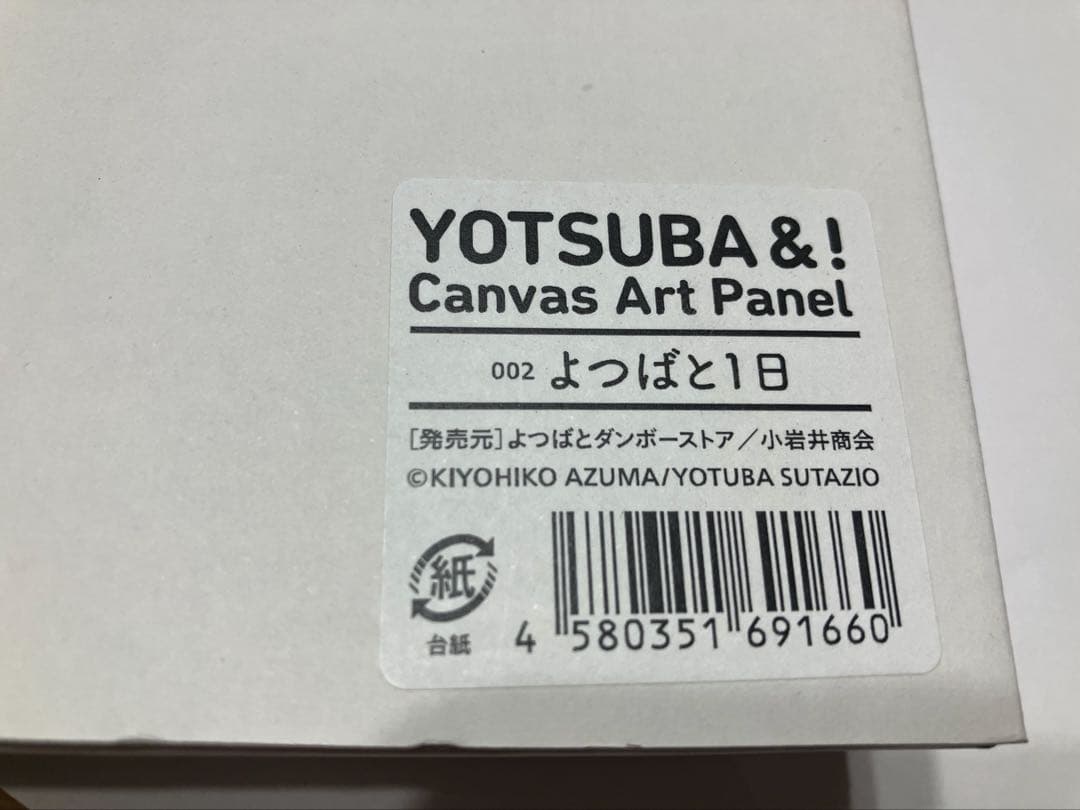 YOTSUBA&!
Canvas Art Panel
002 よつばと1日
[発売元]よつばとダンボーストア／小岩井商会
©KIYOHIKO AZUMA/YOTUBA SUTAZIO
紙
台紙
4 580351 691660